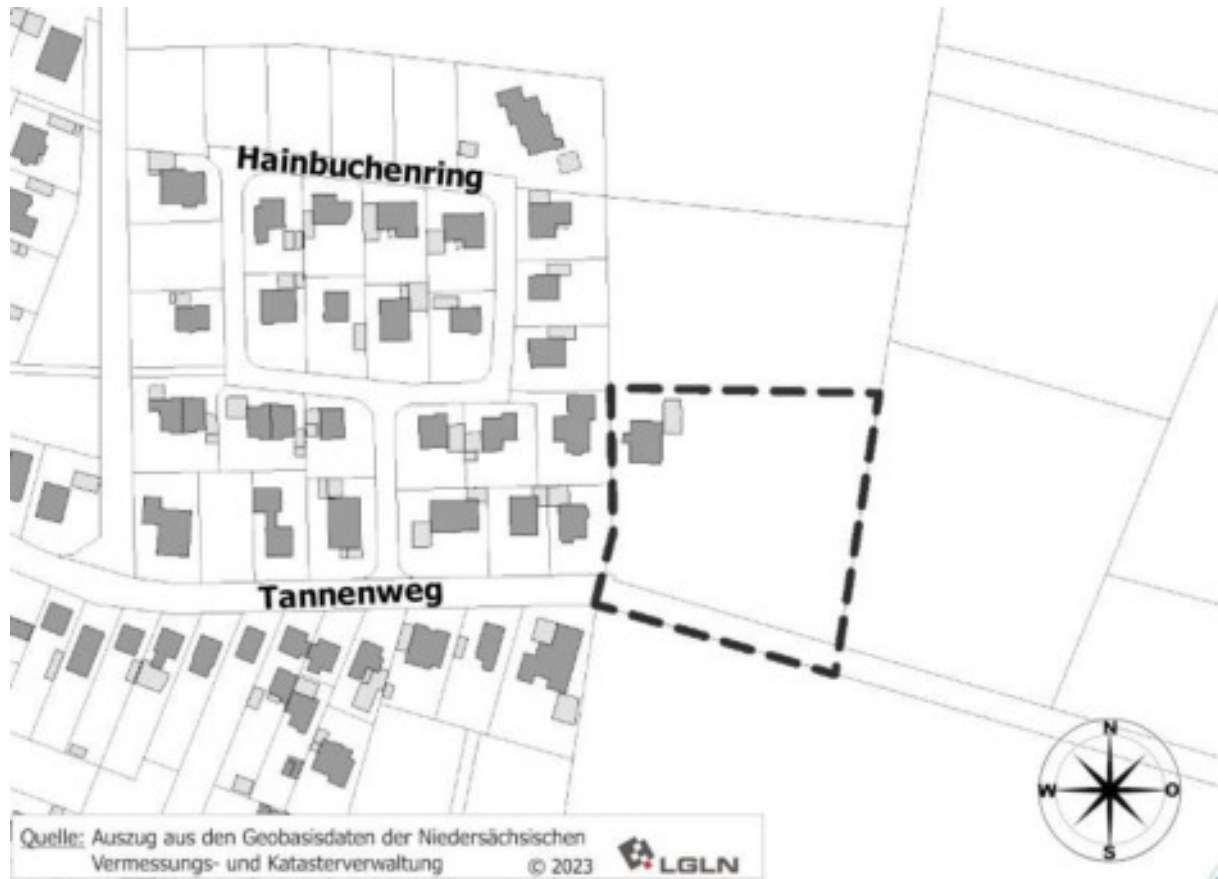 Hainbuchenring
Tannenweg
N
W O
S
Quelle: Auszug aus den Geobasisdaten der Niedersächsischen
Vermessungs- und Katasterverwaltung © 2023 LGLN